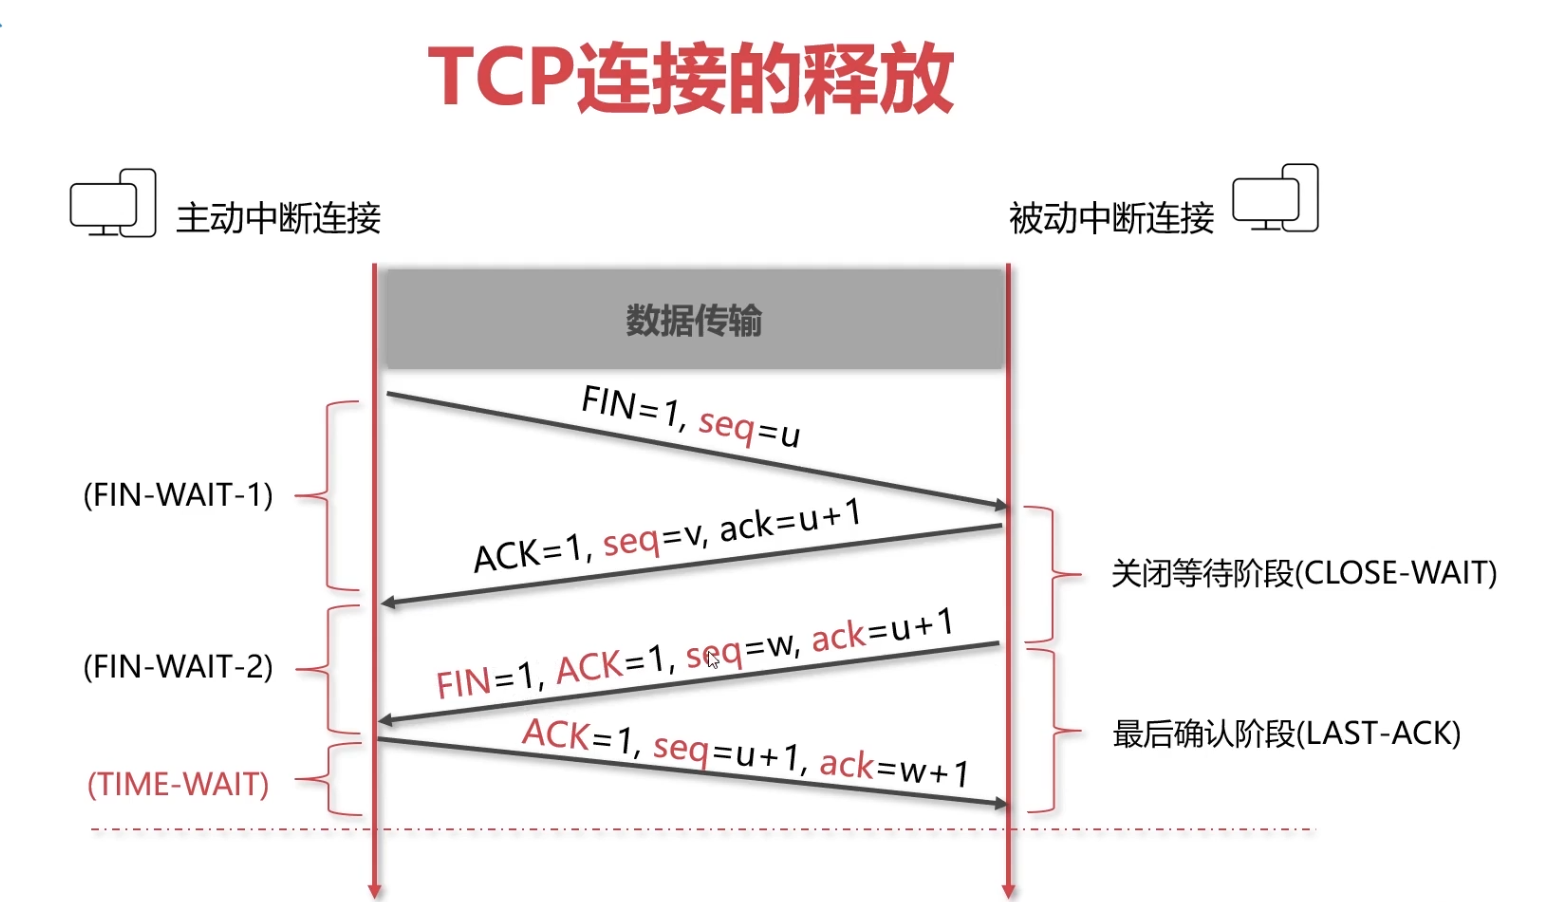 TCP连接的释放
主动中断连接
被动中断连接
数据传输
FIN=1, seq=u
(FIN-WAIT-1)
ACK=1, seq=v, ack=u+1
关闭等待阶段(CLOSE-WAIT)
FIN=1, ACK=1, seq=w, ack=u+1
(FIN-WAIT-2)
ACK=1, seq=u+1, ack=w+1
最后确认阶段(LAST-ACK)
(TIME-WAIT)